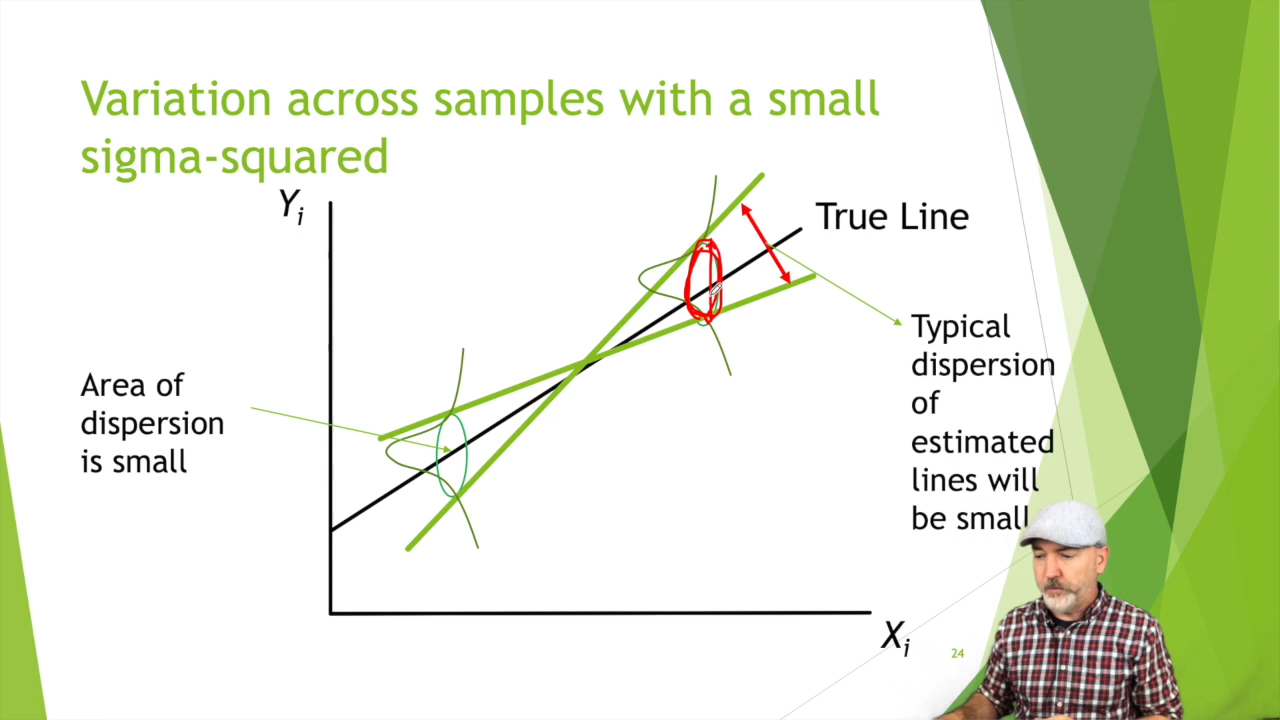 Variation across samples with a small
sigma-squared
Yi
True Line
Typical
dispersion
of
estimated
lines will
be small
Area of
dispersion
is small
Xi
24